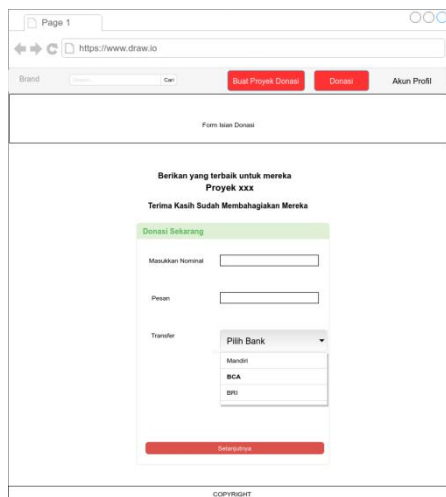 Page 1
https://www.draw.io
Brand
Cari
Buat Proyek Donasi
Donasi
Akun Profil
Form Isian Donasi
Berikan yang terbaik untuk mereka
Proyek xxx
Terima Kasih Sudah Membahagiakan Mereka
Donasi Sekarang
Masukkan Nominal
Pesan
Transfer
Pilih Bank
Mandiri
BCA
BRI
Selanjutnya
COPYRIGHT